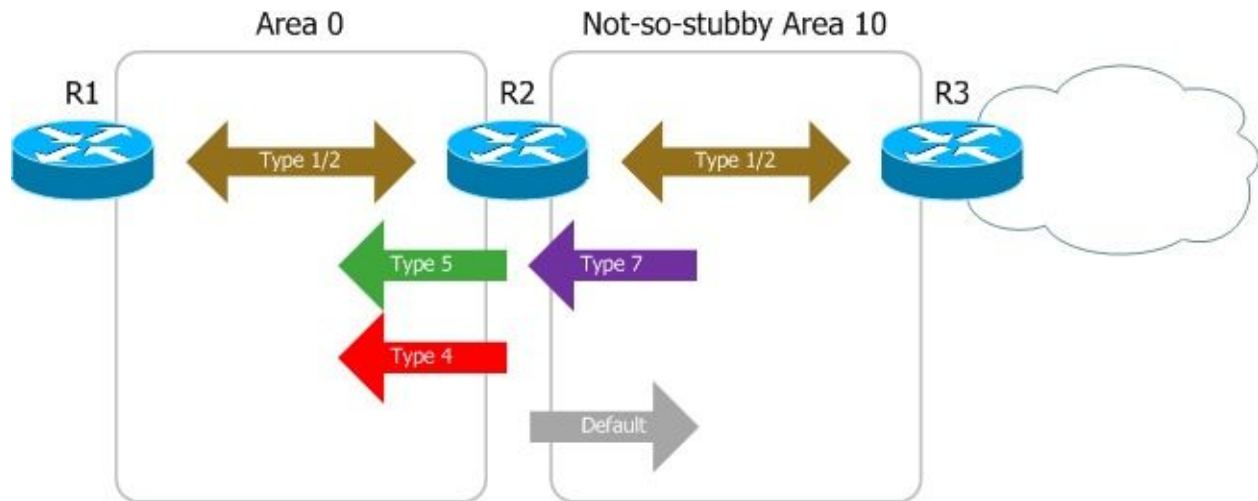 Area 0
Not-so-stubby Area 10
R1
R2
R3
Type 1/2
Type 1/2
Type 5
Type 7
Type 4
Default